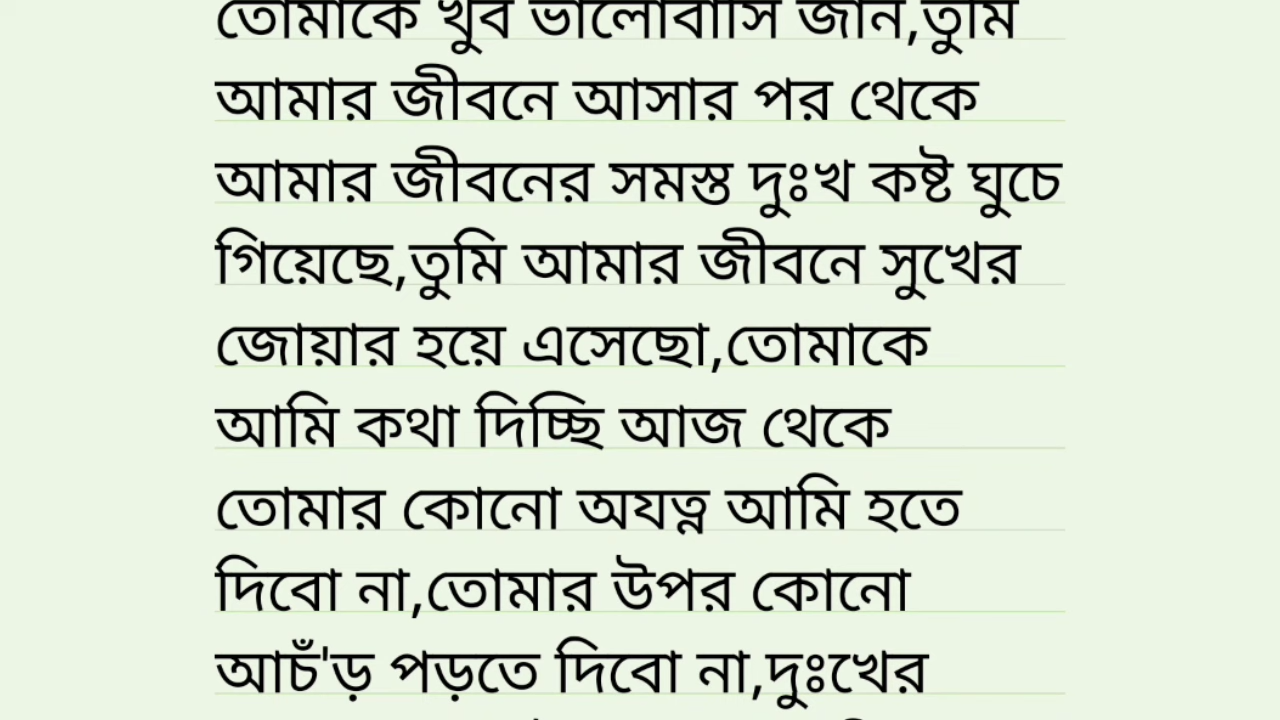 তোমাকে খুব ভালোবাসি জান,তুমি
আমার জীবনে আসার পর থেকে
আমার জীবনের সমস্ত দুঃখ কষ্ট ঘুচে
গিয়েছে,তুমি আমার জীবনে সুখের
জোয়ার হয়ে এসেছো,তোমাকে
আমি কথা দিচ্ছি আজ থেকে
তোমার কোনো অযত্ন আমি হতে
দিবো না,তোমার উপর কোনো
আচঁ'ড় পড়তে দিবো না,দুঃখের